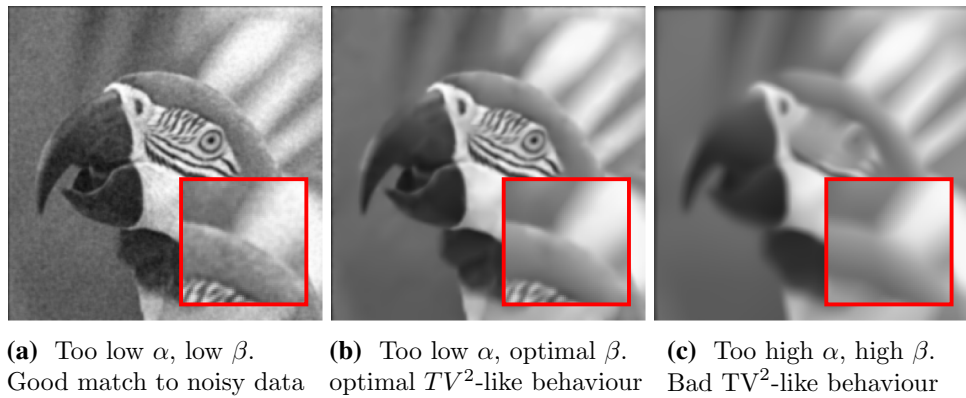 (a) Too low α, low β.
Good match to noisy data
(b) Too low α, optimal β.
optimal TV²-like behaviour
(c) Too high α, high β.
Bad TV²-like behaviour